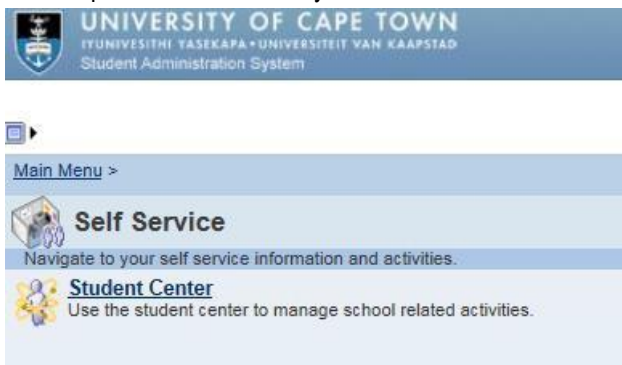 UNIVERSITY OF CAPE TOWN
IYUNIVESITHI YASEKAPA • UNIVERSITEIT VAN KAAPSTAD
Student Administration System
Main Menu >
Self Service
Navigate to your self service information and activities.
Student Center
Use the student center to manage school related activities.